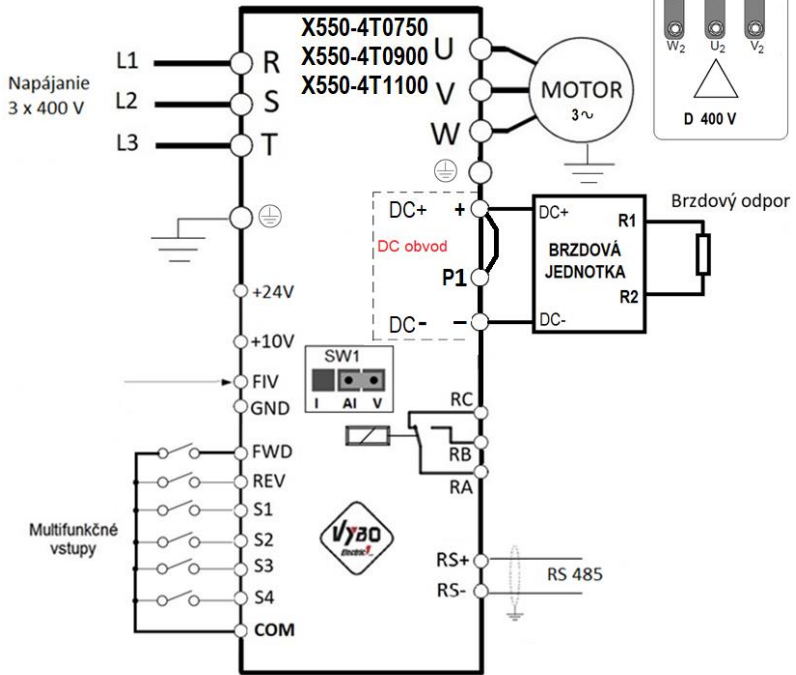 X550-4T0750
X550-4T0900
X550-4T1100
Napájanie
3 x 400 V
L1
L2
L3
R
S
T
U
V
W
MOTOR
3∿
W2
U2
V2
D 400 V
DC+
+
DC obvod
P1
DC-
−
DC+
R1
BRZDOVÁ
JEDNOTKA
R2
DC-
Brzdový odpor
+24V
+10V
FIV
GND
SW1
I AI V
RC
RB
RA
Multifunkčné
vstupy
FWD
REV
S1
S2
S3
S4
COM
VYBO
Electric
RS+
RS-
RS 485